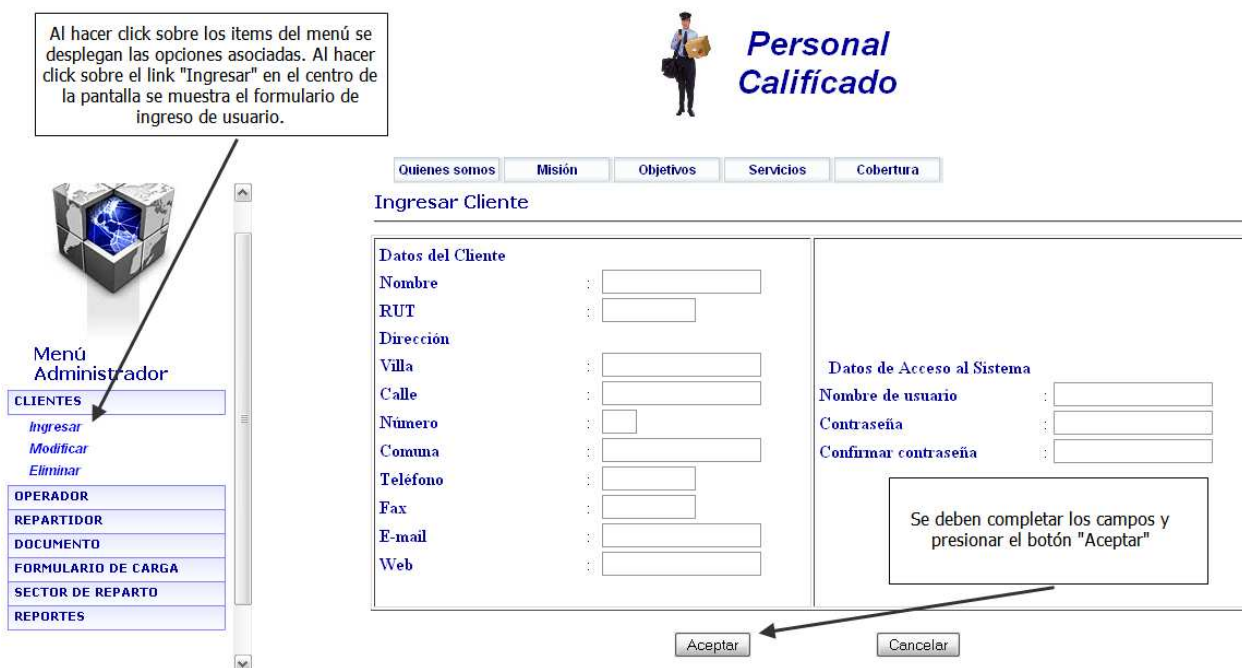 Al hacer click sobre los items del menú se
desplegan las opciones asociadas. Al hacer
click sobre el link "Ingresar" en el centro de
la pantalla se muestra el formulario de
ingreso de usuario.
Personal
Calificado
Quienes somos
Misión
Objetivos
Servicios
Cobertura
Ingresar Cliente
Menú
Administrador
CLIENTES
Ingresar
Modificar
Eliminar
OPERADOR
REPARTIDOR
DOCUMENTO
FORMULARIO DE CARGA
SECTOR DE REPARTO
REPORTES
Datos del Cliente
Nombre :
RUT :
Dirección
Villa :
Calle :
Número :
Comuna :
Teléfono :
Fax :
E-mail :
Web :
Datos de Acceso al Sistema
Nombre de usuario :
Contraseña :
Confirmar contraseña :
Se deben completar los campos y
presionar el botón "Aceptar"
Aceptar
Cancelar